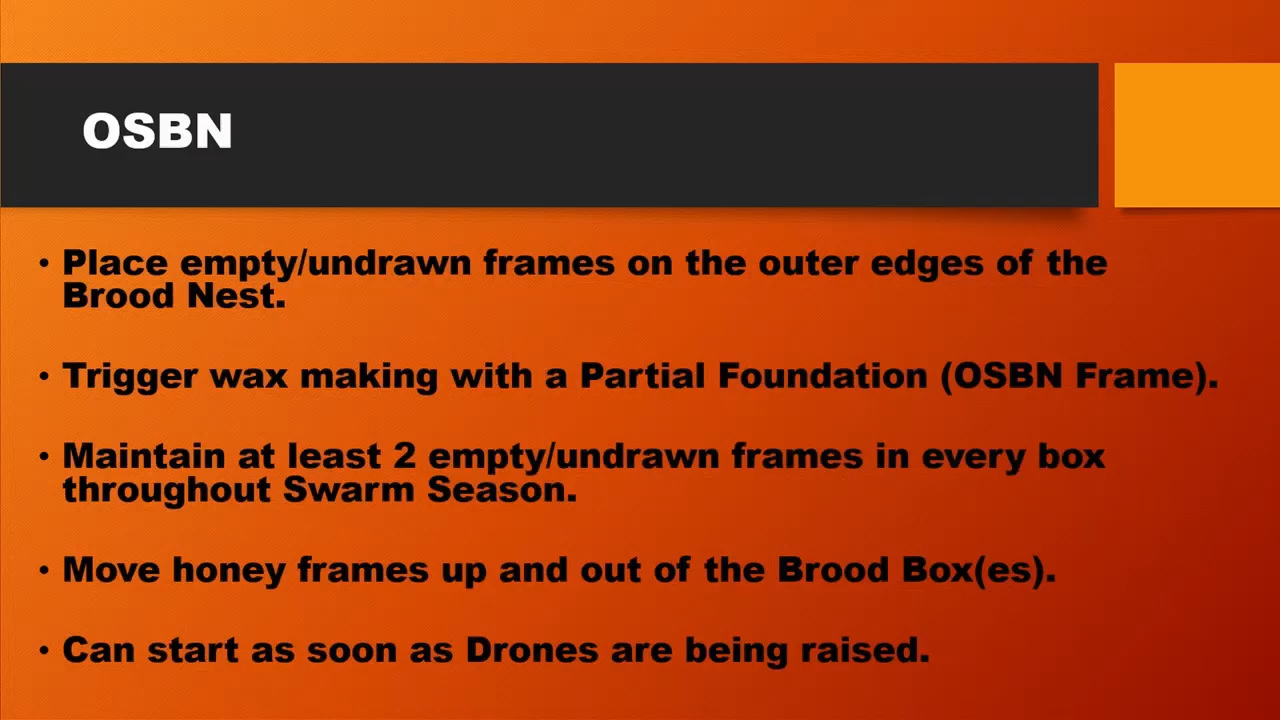 OSBN
• Place empty/undrawn frames on the outer edges of the
Brood Nest.
• Trigger wax making with a Partial Foundation (OSBN Frame).
• Maintain at least 2 empty/undrawn frames in every box
throughout Swarm Season.
• Move honey frames up and out of the Brood Box(es).
• Can start as soon as Drones are being raised.